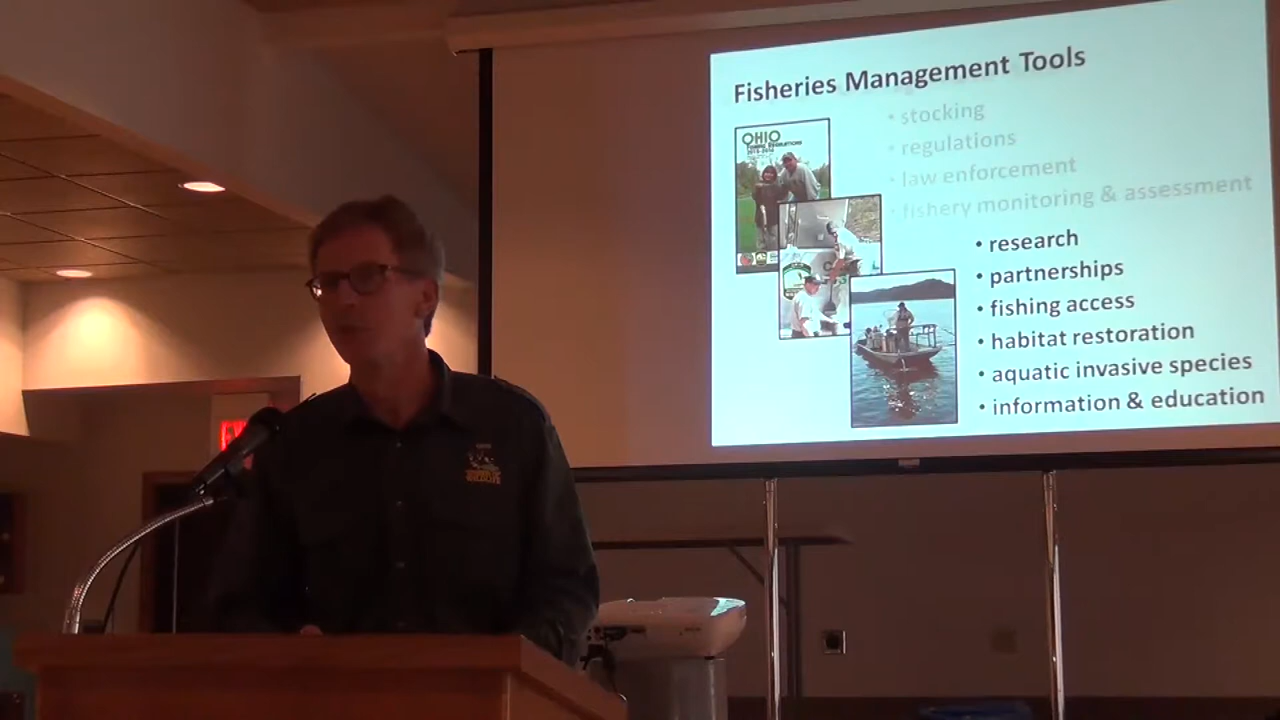 Fisheries Management Tools
• stocking
• regulations
• law enforcement
• fishery monitoring & assessment
• research
• partnerships
• fishing access
• habitat restoration
• aquatic invasive species
• information & education
OHIO